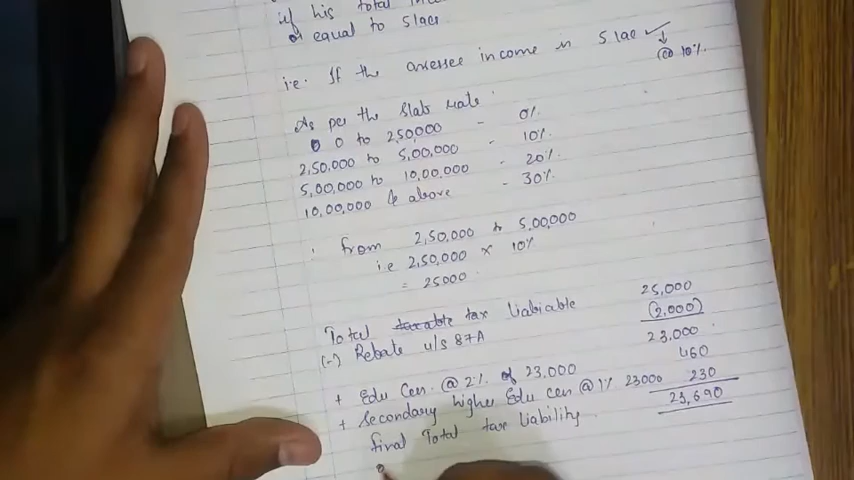 if his total
equal to 5 lacs.
i.e. If the assessee income is 5 lac ✓
@ 10%.
As per the Slab rate.
0 to 2,50,000 - 0%
2,50,000 to 5,00,000 - 10%.
5,00,000 to 10,00,000 - 20%.
10,00,000 & above - 30%.
from 2,50,000 to 5,00,000
i.e 2,50,000 × 10%
= 25000
Total taxable tax liabiable 25,000
(-) Rebate u/s 87A (2,000)
23,000
+ Edu Cess. @ 2%. of 23,000 460
+ Secondary higher Edu cess @ 1% 23000 230
final Total tax liability 23,690